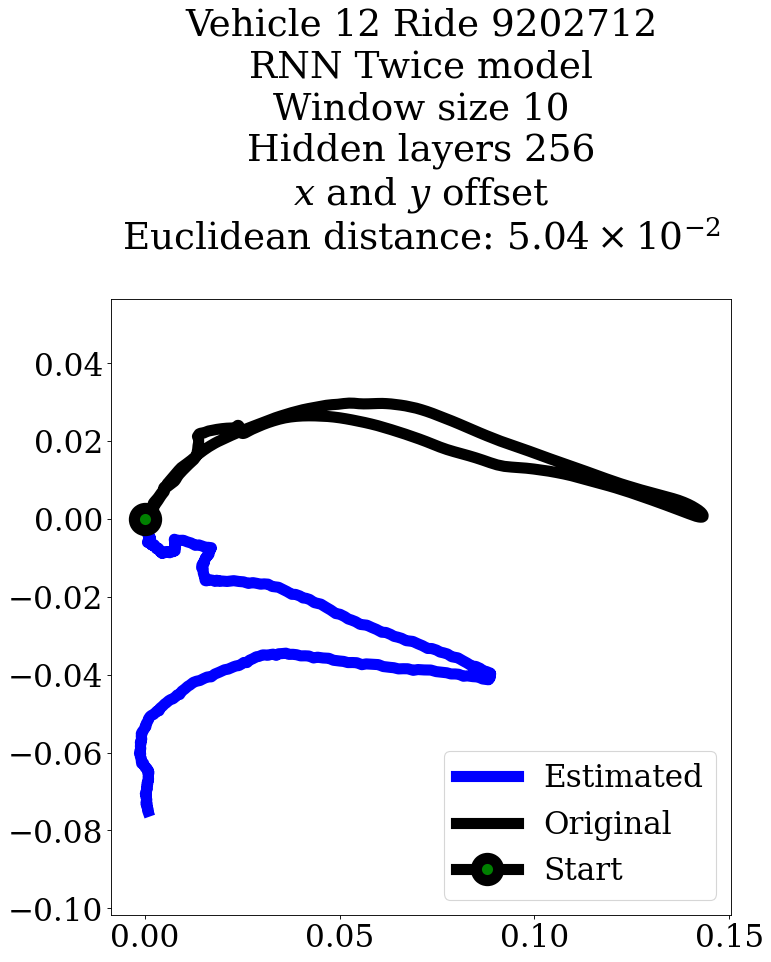 Vehicle 12 Ride 9202712
RNN Twice model
Window size 10
Hidden layers 256
x and y offset
Euclidean distance: 5.04 × 10⁻²
0.04
0.02
0.00
−0.02
−0.04
−0.06
−0.08
−0.10
0.00 0.05 0.10 0.15
Estimated
Original
Start